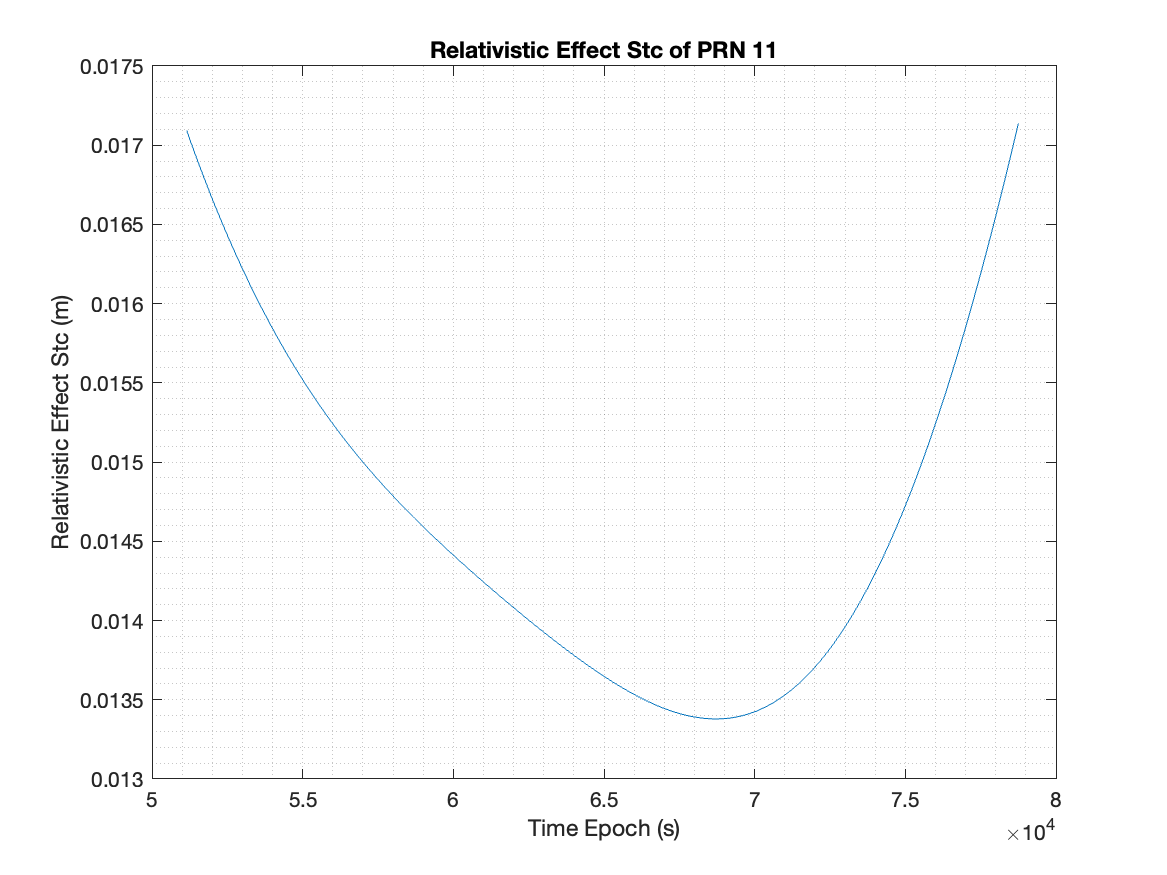 Relativistic Effect Stc of PRN 11
0.0175
0.017
0.0165
0.016
0.0155
0.015
0.0145
0.014
0.0135
0.013
Relativistic Effect Stc (m)
5 5.5 6 6.5 7 7.5 8
Time Epoch (s)
×10⁴